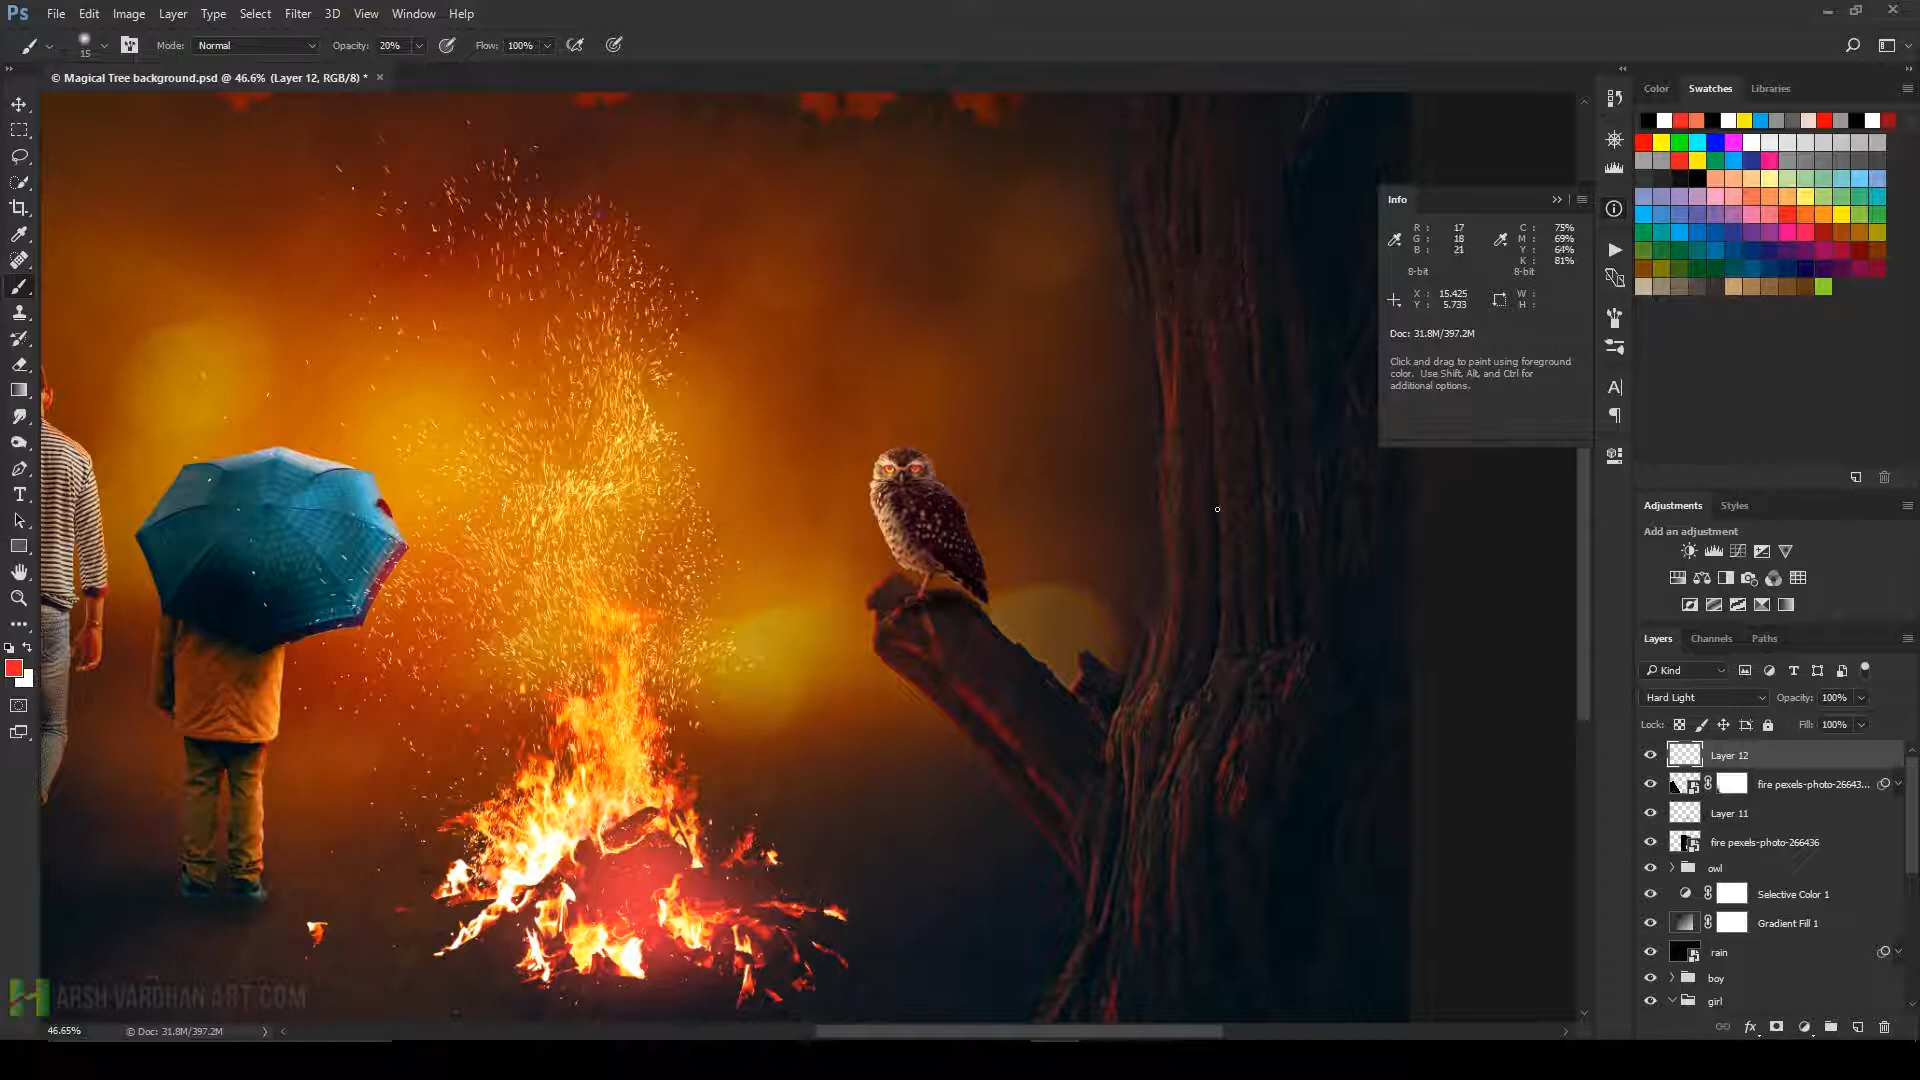 Ps File Edit Image Layer Type Select Filter 3D View Window Help
15 Mode: Normal Opacity: 20% Flow: 100%
© Magical Tree background.psd @ 46.6% (Layer 12, RGB/8) * ×
Color Swatches Libraries
Info
R : 17 C : 75%
G : 18 M : 69%
B : 21 Y : 64%
K : 81%
8-bit 8-bit
X : 15.425 W :
Y : 5.733 H :
Doc: 31.8M/397.2M
Click and drag to paint using foreground
color. Use Shift, Alt, and Ctrl for
additional options.
Adjustments Styles
Add an adjustment
Layers Channels Paths
Kind
Hard Light Opacity: 100%
Lock: Fill: 100%
Layer 12
fire pexels-photo-26643...
Layer 11
fire pexels-photo-266436
owl
Selective Color 1
Gradient Fill 1
rain
boy
girl
ARSH VARDHAN ART.COM
46.65% © Doc: 31.8M/397.2M